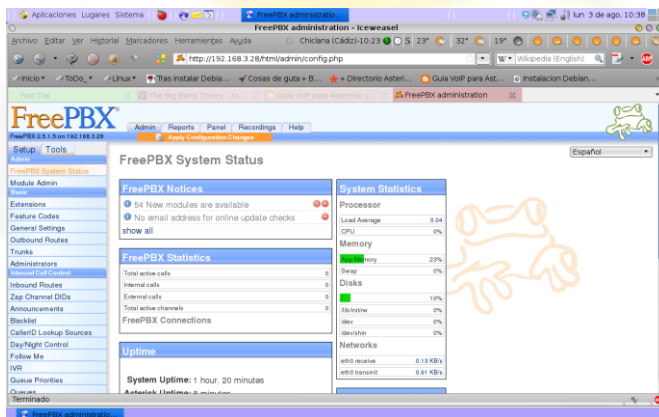 Aplicaciones Lugares Sistema
FreePBX administratio...
lun 3 de ago, 10:38
FreePBX administration - Iceweasel
Archivo Editar Ver Historial Marcadores Herramientas Ayuda
Chiclana (Cádiz)-10:23
23°
32°
19°
http://192.168.3.28/html/admin/config.php
Wikipedia (English)
Inicio
ToDo_
Linux
Tras instalar Debia...
Cosas de guta » B...
» Directorio Asteri...
Guía VoIP para Ast...
Instalacion Debian...
The Big Bang Theory - 2x...
Guía VoIP para Asterisk y...
FreePBX administration
FreePBX
FreePBX 2.5.1.5 on 192.168.3.28
Admin Reports Panel Recordings Help
Apply Configuration Changes
Setup Tools
Español
Admin
FreePBX System Status
Module Admin
Basic
Extensions
Feature Codes
General Settings
Outbound Routes
Trunks
Administrators
Inbound Call Control
Inbound Routes
Zap Channel DIDs
Announcements
Blacklist
CallerID Lookup Sources
Day/Night Control
Follow Me
IVR
Queue Priorities
Queues
FreePBX System Status
FreePBX Notices
54 New modules are available
No email address for online update checks
show all
FreePBX Statistics
Total active calls 0
Internal calls 0
External calls 0
Total active channels 0
FreePBX Connections
Uptime
System Uptime: 1 hour, 20 minutes
Asterisk Uptime: 8 minutes
System Statistics
Processor
Load Average 0.04
CPU 0%
Memory
App Memory 23%
Swap 0%
Disks
/ 10%
/lib/init/rw 0%
/dev 0%
/dev/shm 0%
Networks
eth0 receive 0.13 KB/s
eth0 transmit 0.61 KB/s
Terminado
FreePBX administratio...